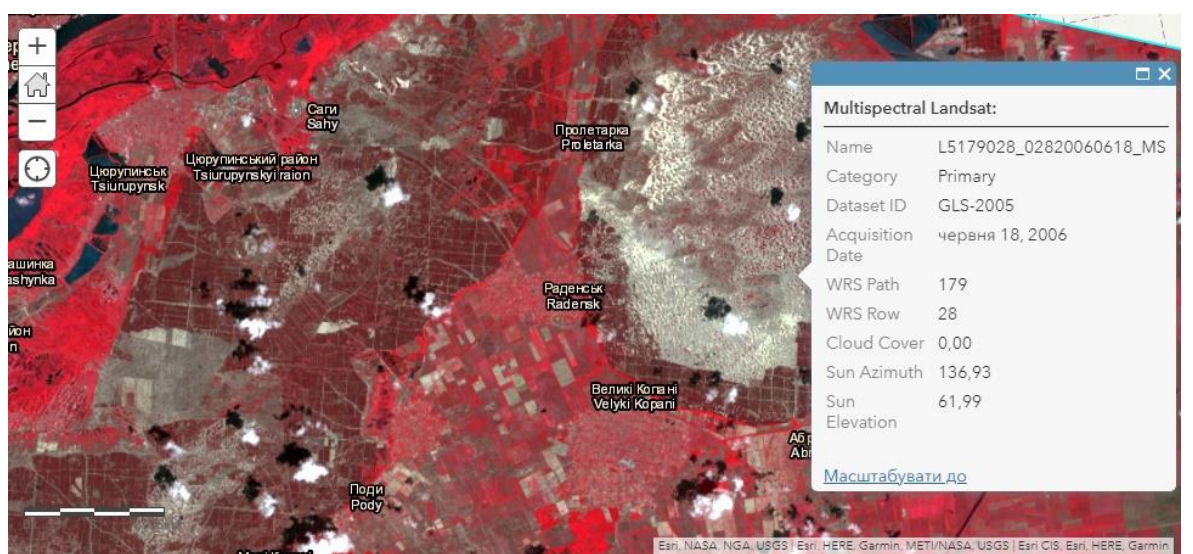 +
−
Саги
Sahy
Пролетарка
Proletarka
Цюрупинськ
Tsiurupynsk
Цюрупинський район
Tsiurupynskyi raion
ашинка
ashynka
йон
n
Раденськ
Radensk
Великі Копані
Velyki Kopani
Поди
Pody
Multispectral Landsat:
Name L5179028_02820060618_MS
Category Primary
Dataset ID GLS-2005
Acquisition Date червня 18, 2006
WRS Path 179
WRS Row 28
Cloud Cover 0,00
Sun Azimuth 136,93
Sun Elevation 61,99
Масштабувати до
Esri, NASA, NGA, USGS | Esri, HERE, Garmin, METI/NASA, USGS | Esri CIS, Esri, HERE, Garmin